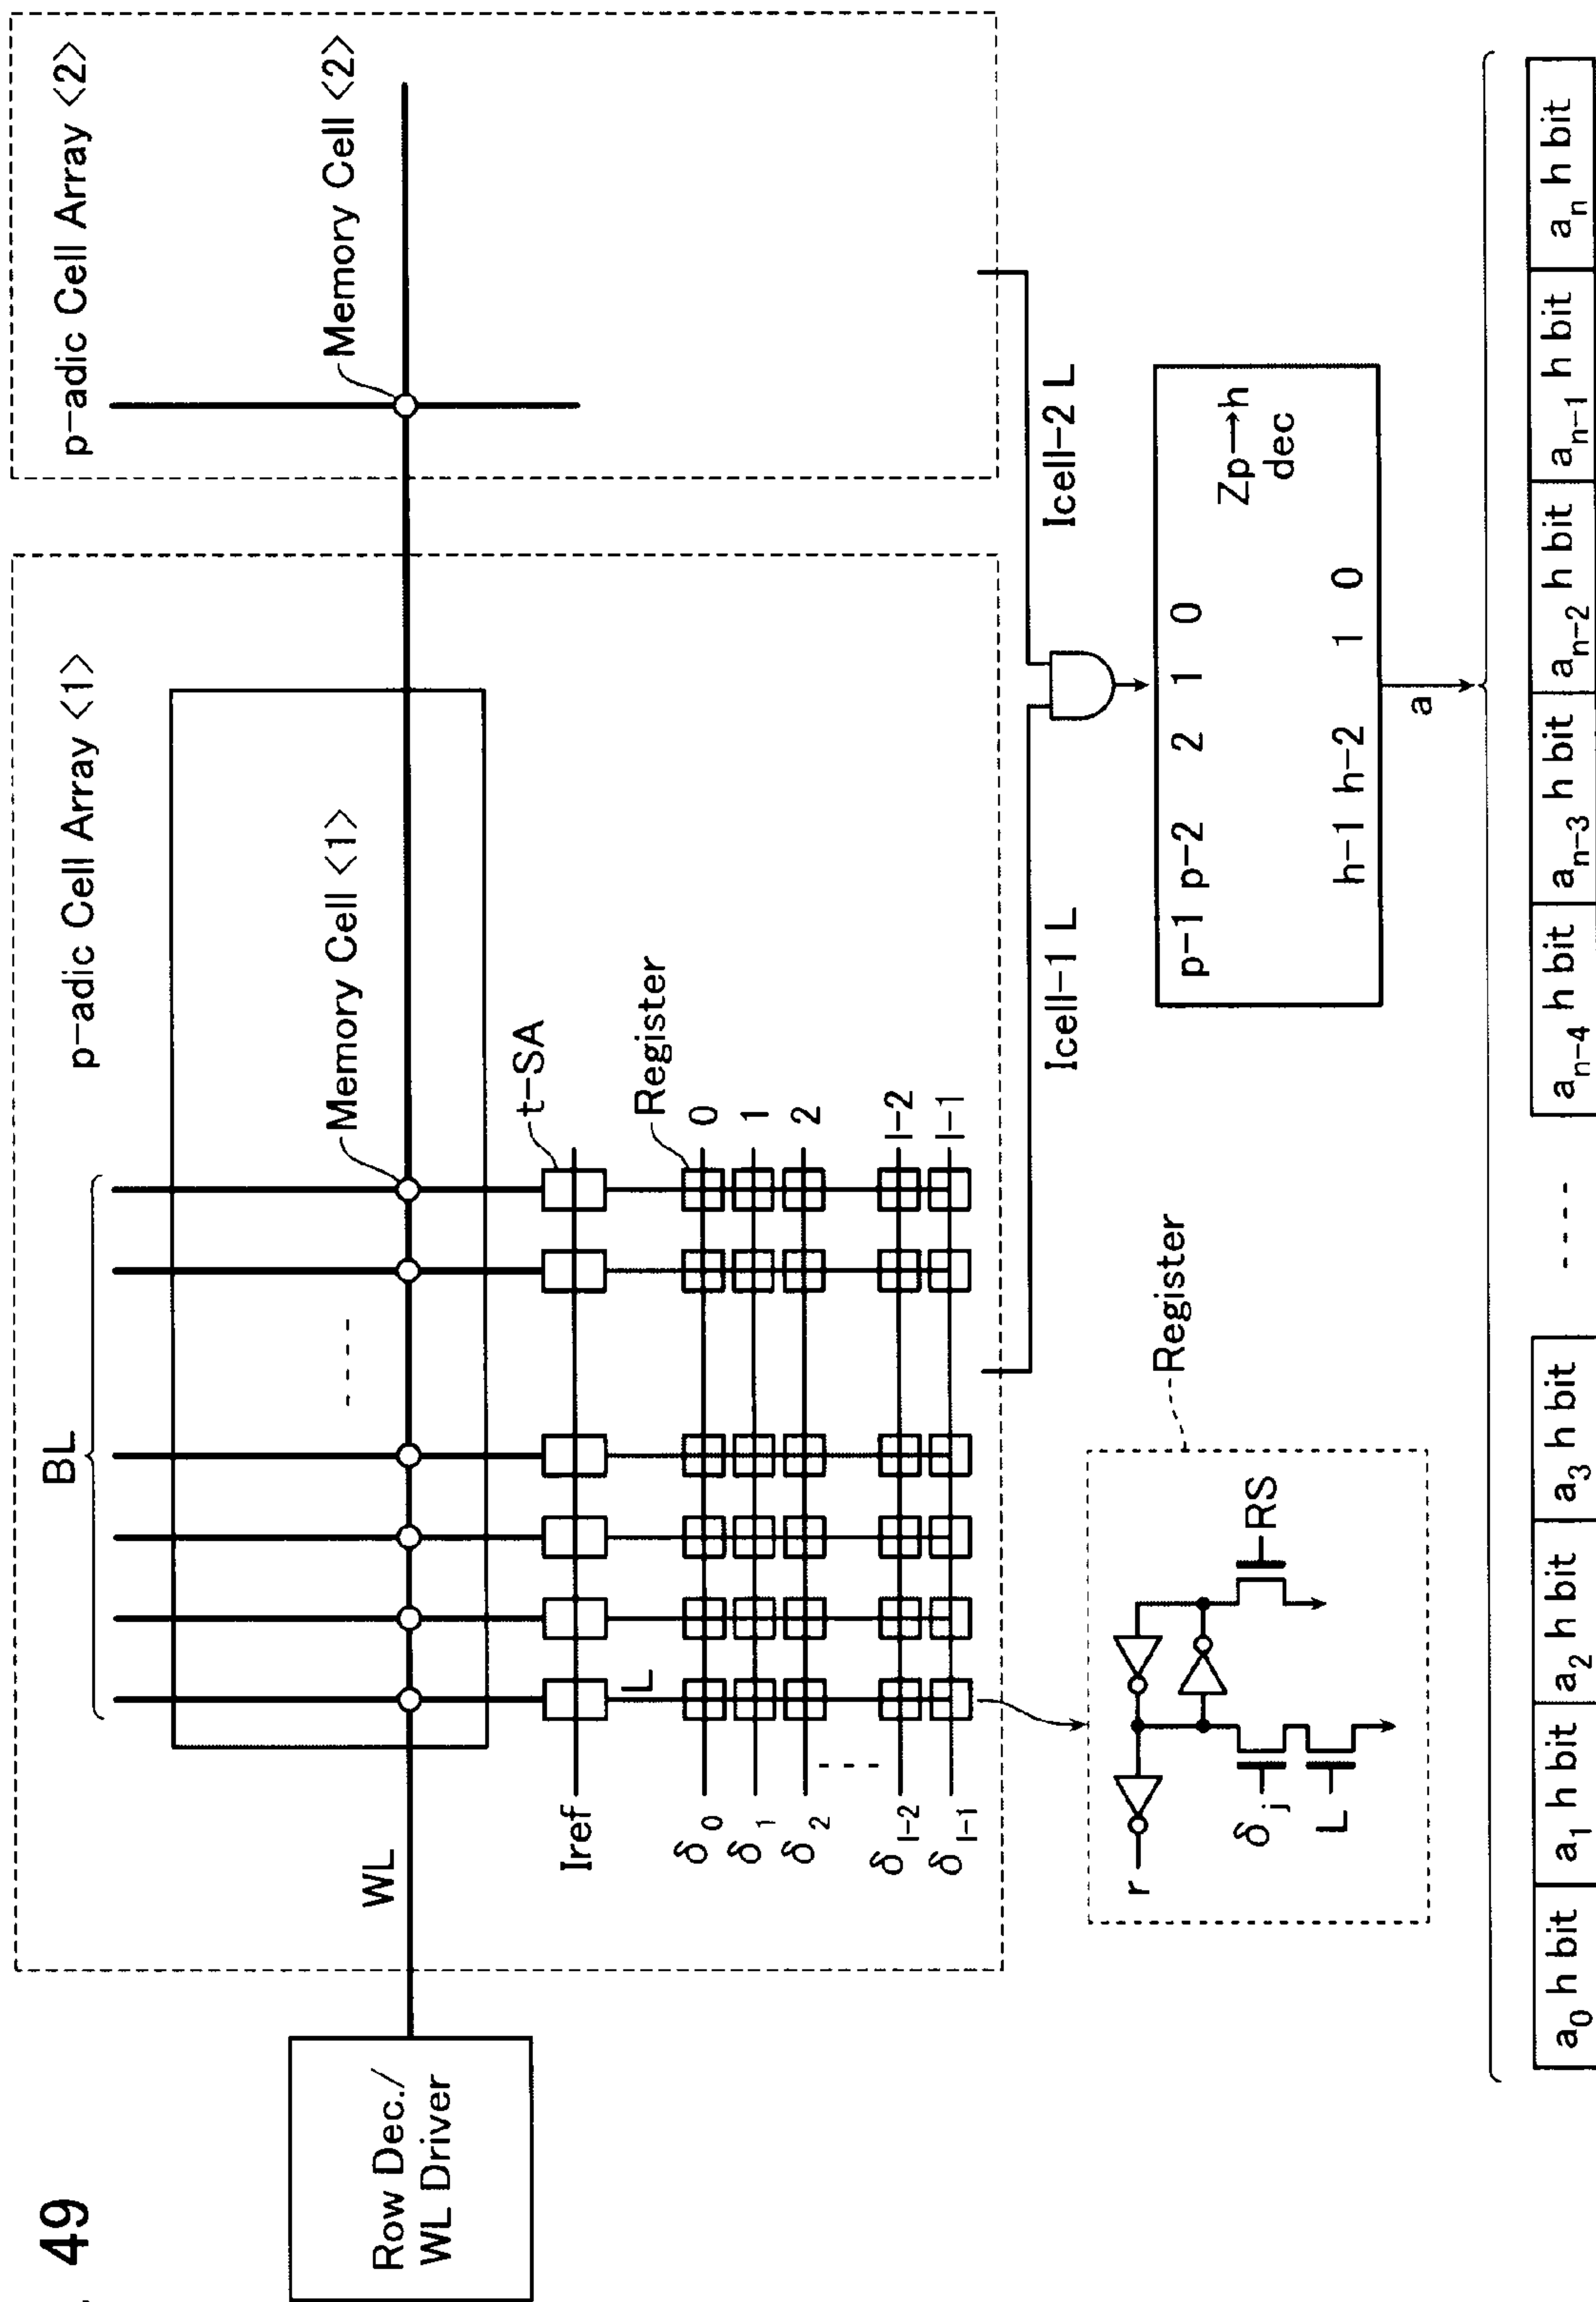 49
p-adic Cell Array <1>
p-adic Cell Array <2>
BL
Memory Cell <1>
Memory Cell <2>
Row Dec./
WL Driver
WL
t-SA
Iref
L
Register
δ0
0
δ1
1
δ2
2
δl-2
l-2
δl-1
l-1
Icell-1 L
Icell-2 L
Register
r
δj
L
RS
p-1 p-2 2 1 0
Zp→h
dec
h-1 h-2 1 0
a
a0 h bit a1 h bit a2 h bit a3 h bit an-4 h bit an-3 h bit an-2 h bit an-1 h bit an h bit